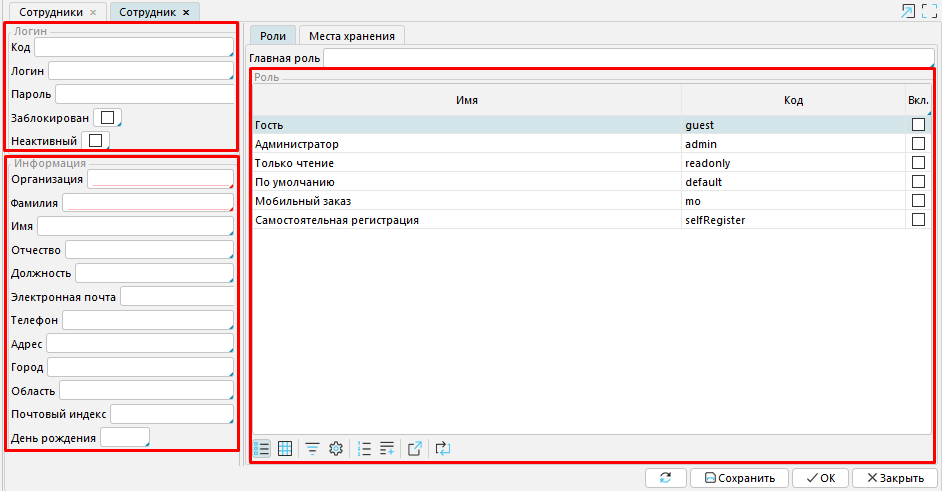 Сотрудники × Сотрудник ×
Логин
Код
Логин
Пароль
Заблокирован
Неактивный
Информация
Организация
Фамилия
Имя
Отчество
Должность
Электронная почта
Телефон
Адрес
Город
Область
Почтовый индекс
День рождения
Роли Места хранения
Главная роль
Роль
Имя Код Вкл.
Гость guest
Администратор admin
Только чтение readonly
По умолчанию default
Мобильный заказ mo
Самостоятельная регистрация selfRegister
Сохранить OK Закрыть